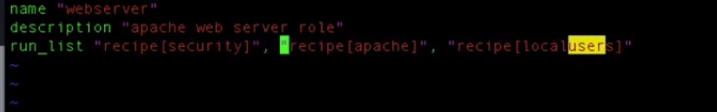 name "webserver"
description "apache web server role"
run_list "recipe[security]", "recipe[apache]", "recipe[localusers]"
~
~
~